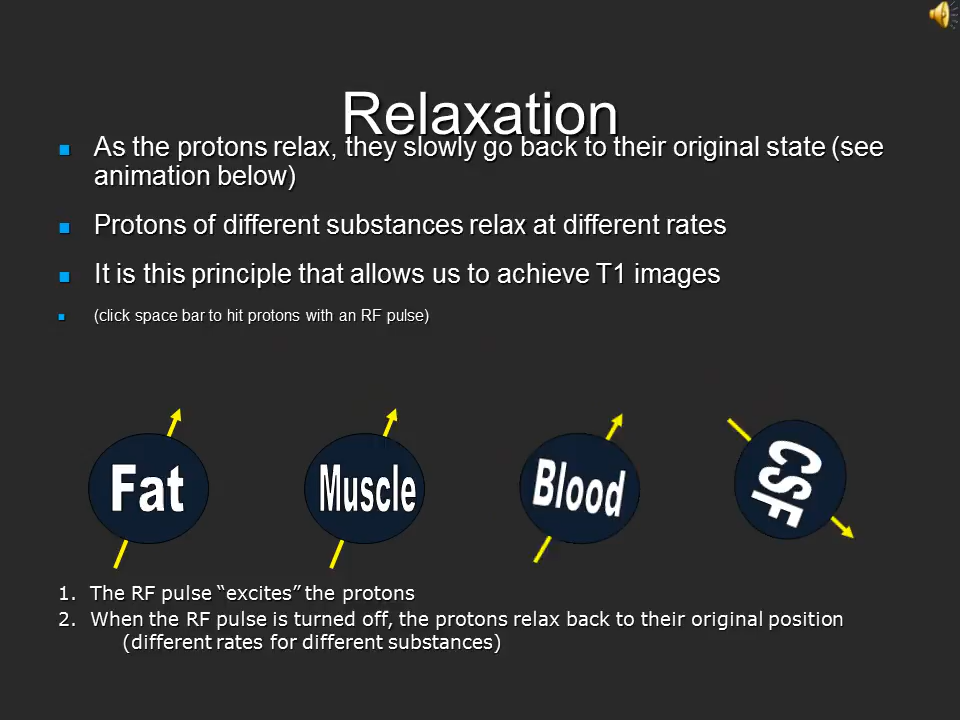 Relaxation
As the protons relax, they slowly go back to their original state (see
animation below)
Protons of different substances relax at different rates
It is this principle that allows us to achieve T1 images
(click space bar to hit protons with an RF pulse)
Fat
Muscle
Blood
CSF
1. The RF pulse “excites” the protons
2. When the RF pulse is turned off, the protons relax back to their original position
(different rates for different substances)